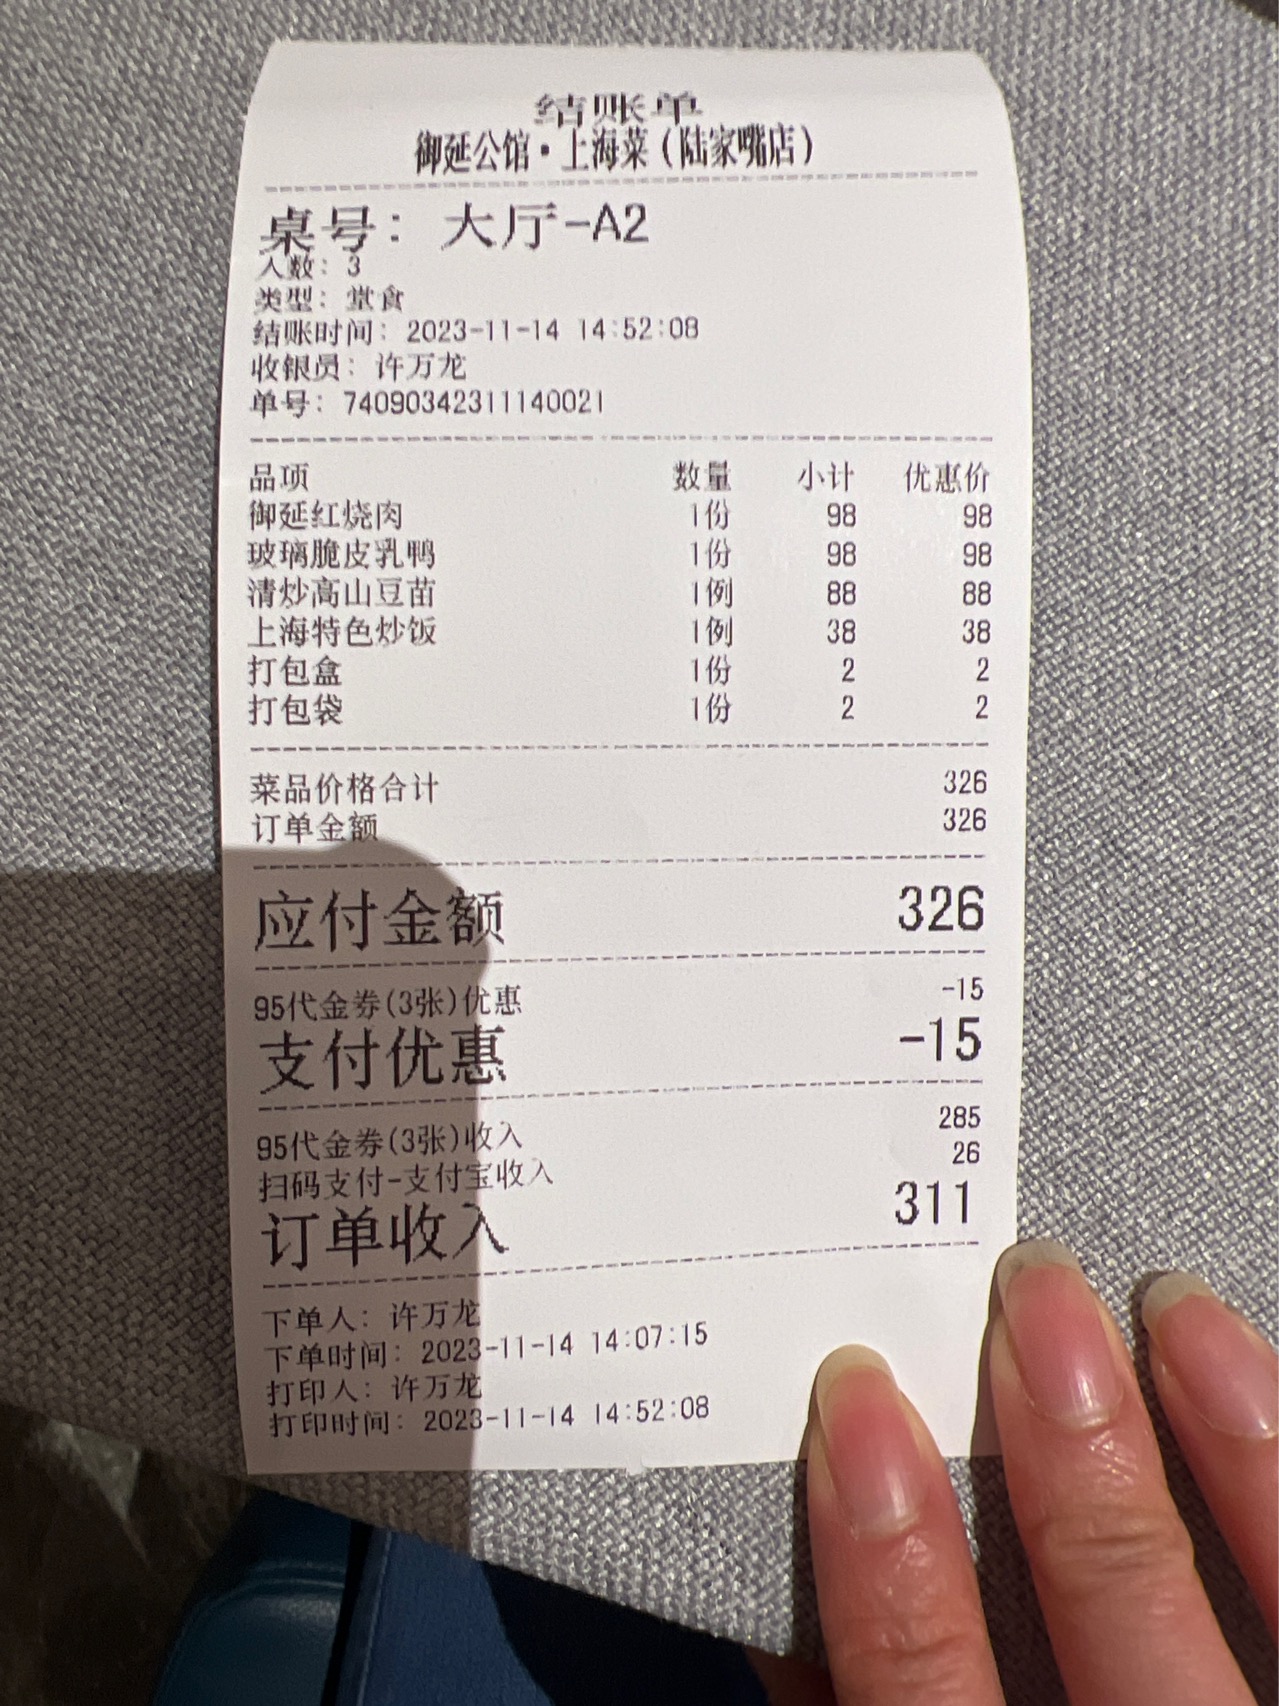 结账单
御延公馆·上海菜(陆家嘴店)
桌号: 大厅-A2
人数: 3
类型: 堂食
结账时间: 2023-11-14 14:52:08
收银员: 许万龙
单号: 74090342311140021
品项 数量 小计 优惠价
御延红烧肉 1份 98 98
玻璃脆皮乳鸭 1份 98 98
清炒高山豆苗 1例 88 88
上海特色炒饭 1例 38 38
打包盒 1份 2 2
打包袋 1份 2 2
菜品价格合计 326
订单金额 326
应付金额 326
95代金券(3张)优惠 -15
支付优惠 -15
95代金券(3张)收入 285
扫码支付-支付宝收入 26
订单收入 311
下单人: 许万龙
下单时间: 2023-11-14 14:07:15
打印人: 许万龙
打印时间: 2023-11-14 14:52:08